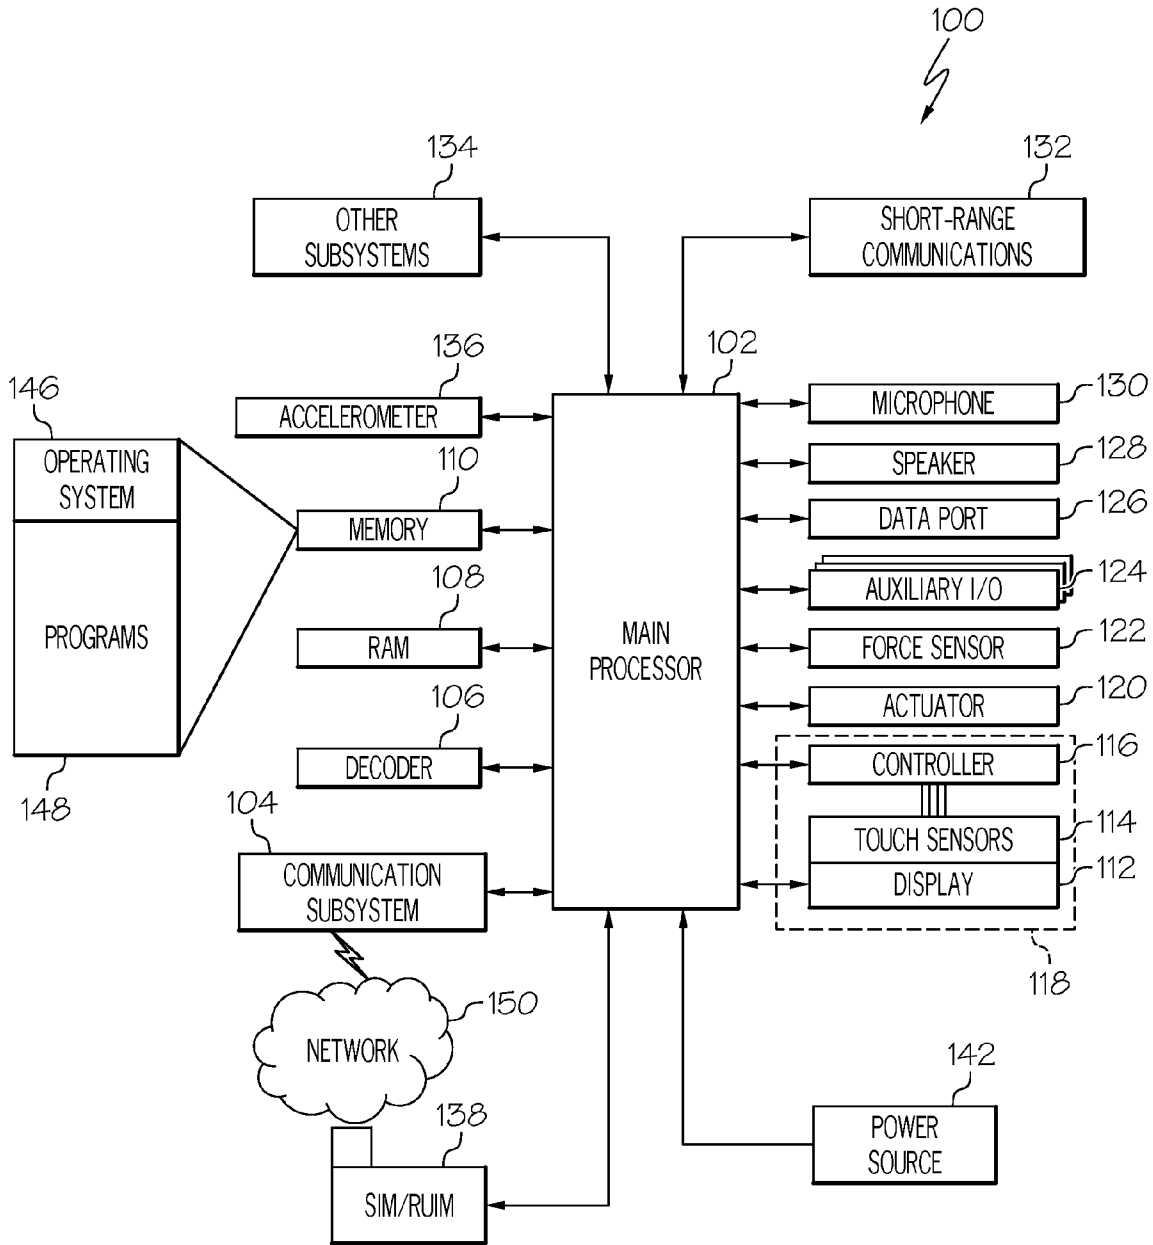 100
134
132
OTHER
SUBSYSTEMS
SHORT-RANGE
COMMUNICATIONS
136
102
146
ACCELEROMETER
MICROPHONE
130
OPERATING
SYSTEM
110
SPEAKER
128
MEMORY
DATA PORT
126
108
AUXILIARY I/O
124
PROGRAMS
RAM
MAIN
PROCESSOR
FORCE SENSOR
122
106
ACTUATOR
120
148
DECODER
CONTROLLER
116
104
TOUCH SENSORS
114
COMMUNICATION
SUBSYSTEM
DISPLAY
112
118
150
NETWORK
142
138
POWER
SOURCE
SIM/RUIM